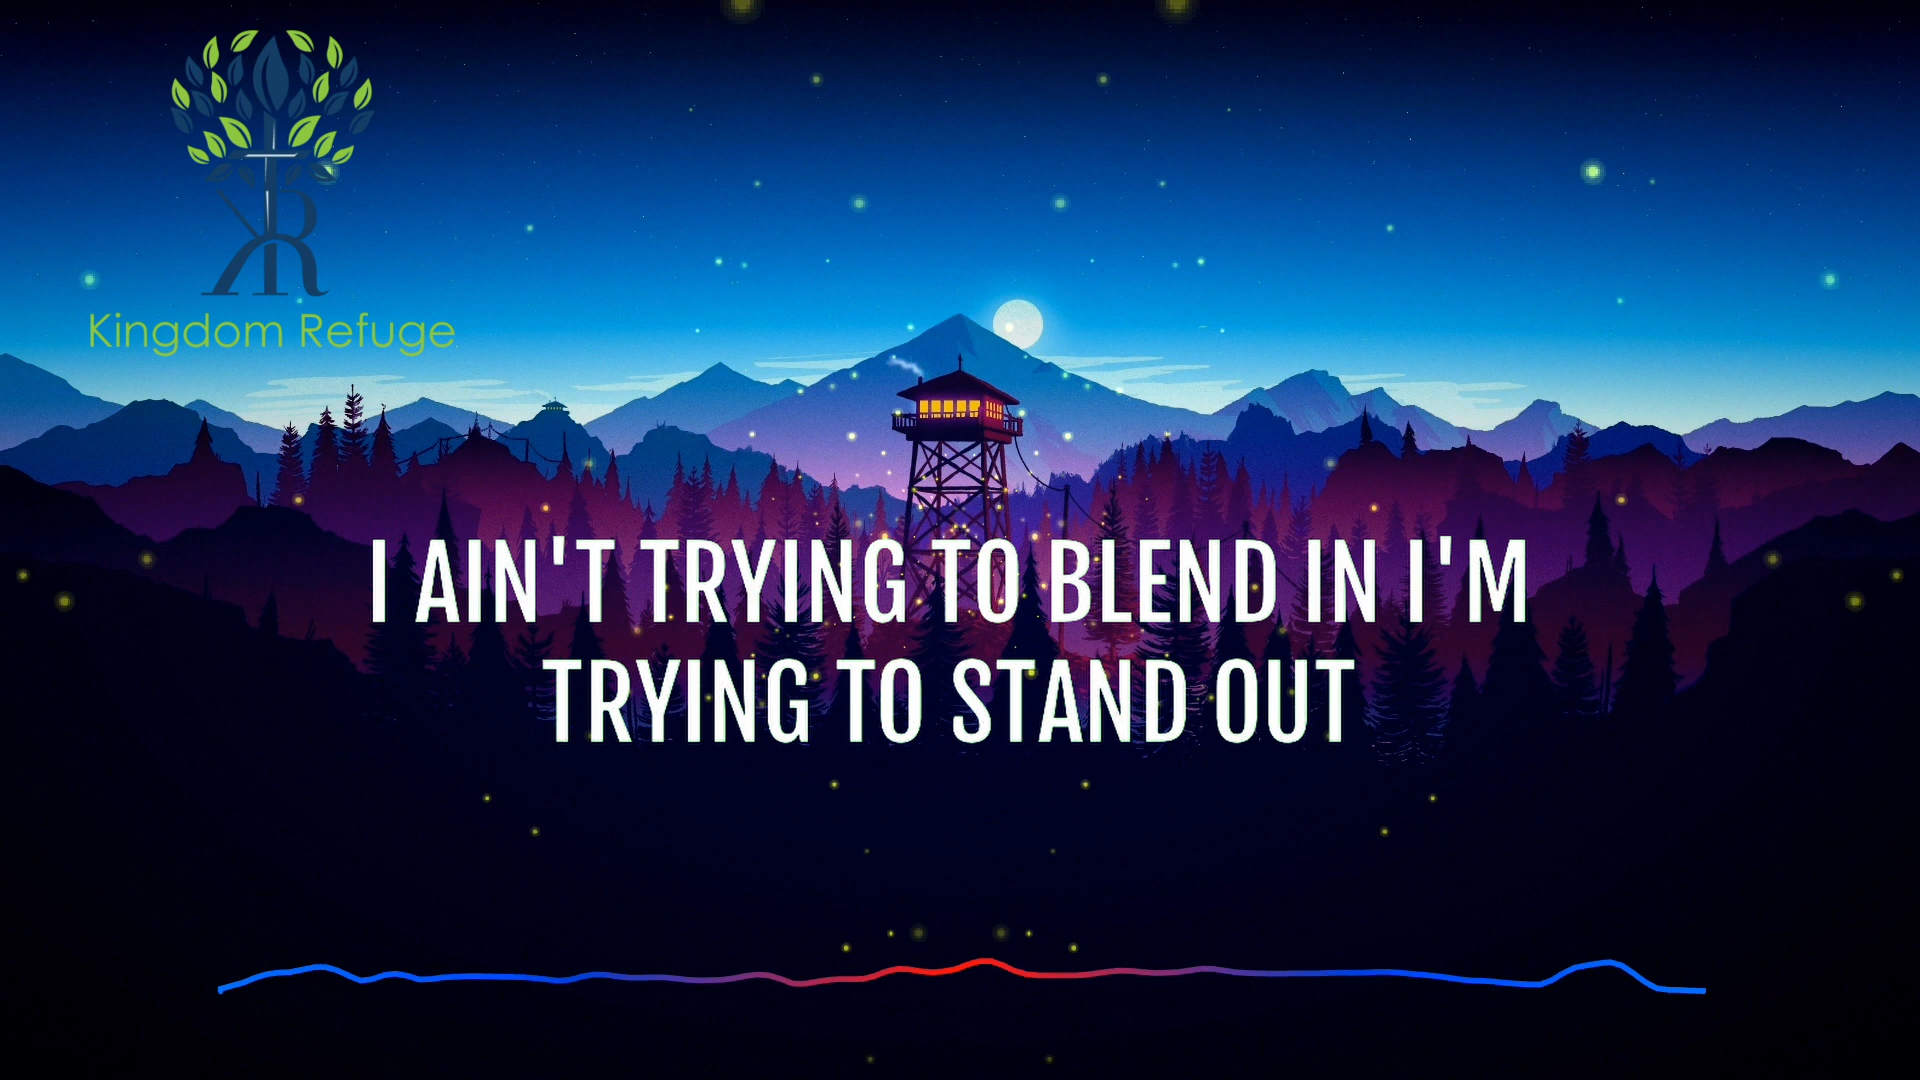 Kingdom Refuge
I AIN'T TRYING TO BLEND IN I'M
TRYING TO STAND OUT